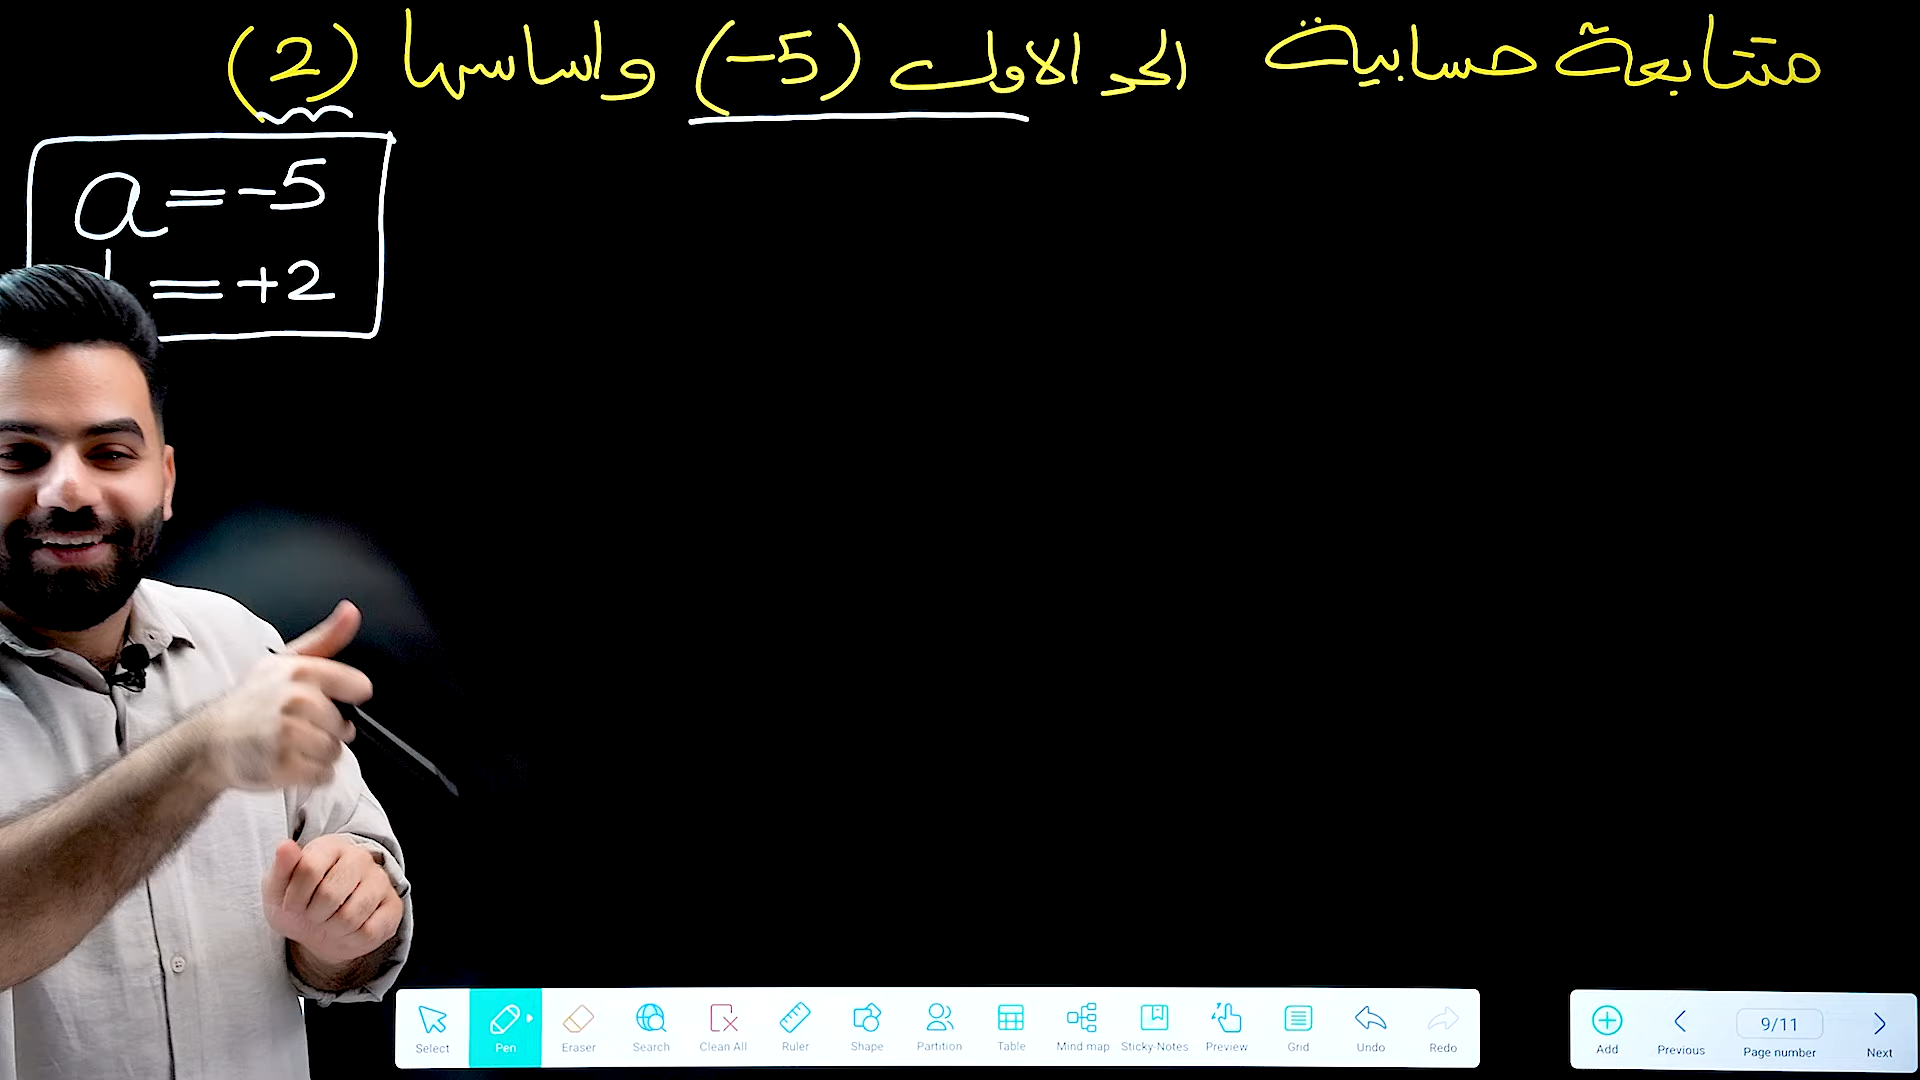 متتابعة حسابية الحد الاول (-5) واساسها (2)
a = -5
= +2
Select Pen Eraser Search Clean All Ruler Shape Partition Table Mind map Sticky-Notes Preview Grid Undo Redo
Add Previous 9/11 Page number Next